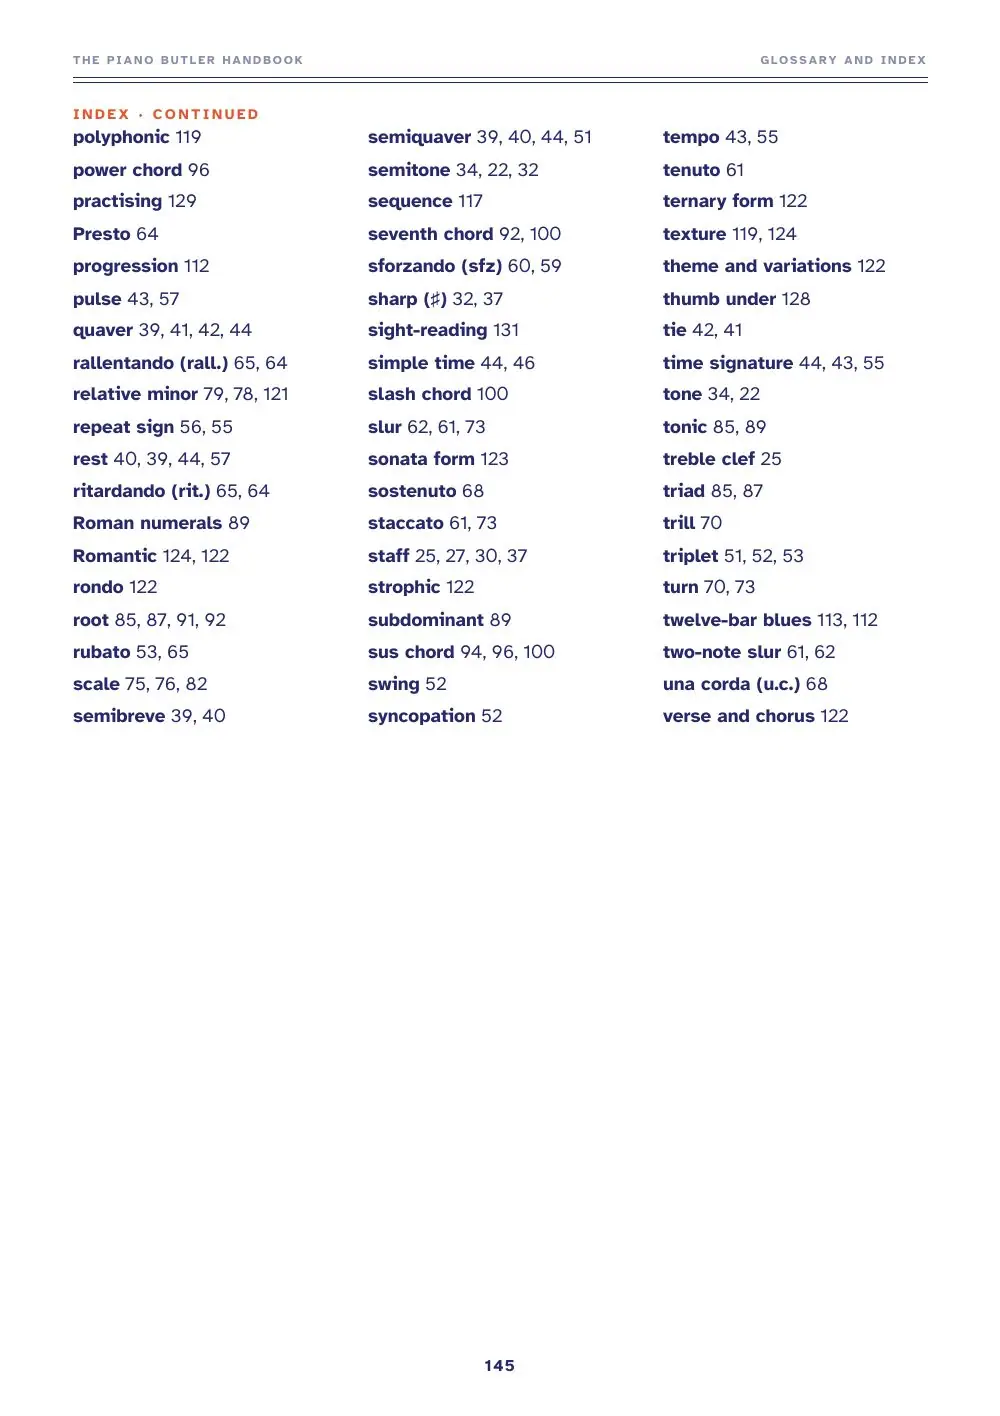 THE PIANO BUTLER HANDBOOK
GLOSSARY AND INDEX
INDEX · CONTINUED
polyphonic 119
power chord 96
practising 129
Presto 64
progression 112
pulse 43, 57
quaver 39, 41, 42, 44
rallentando (rall.) 65, 64
relative minor 79, 78, 121
repeat sign 56, 55
rest 40, 39, 44, 57
ritardando (rit.) 65, 64
Roman numerals 89
Romantic 124, 122
rondo 122
root 85, 87, 91, 92
rubato 53, 65
scale 75, 76, 82
semibreve 39, 40
semiquaver 39, 40, 44, 51
semitone 34, 22, 32
sequence 117
seventh chord 92, 100
sforzando (sfz) 60, 59
sharp (♯) 32, 37
sight-reading 131
simple time 44, 46
slash chord 100
slur 62, 61, 73
sonata form 123
sostenuto 68
staccato 61, 73
staff 25, 27, 30, 37
strophic 122
subdominant 89
sus chord 94, 96, 100
swing 52
syncopation 52
tempo 43, 55
tenuto 61
ternary form 122
texture 119, 124
theme and variations 122
thumb under 128
tie 42, 41
time signature 44, 43, 55
tone 34, 22
tonic 85, 89
treble clef 25
triad 85, 87
trill 70
triplet 51, 52, 53
turn 70, 73
twelve-bar blues 113, 112
two-note slur 61, 62
una corda (u.c.) 68
verse and chorus 122
145